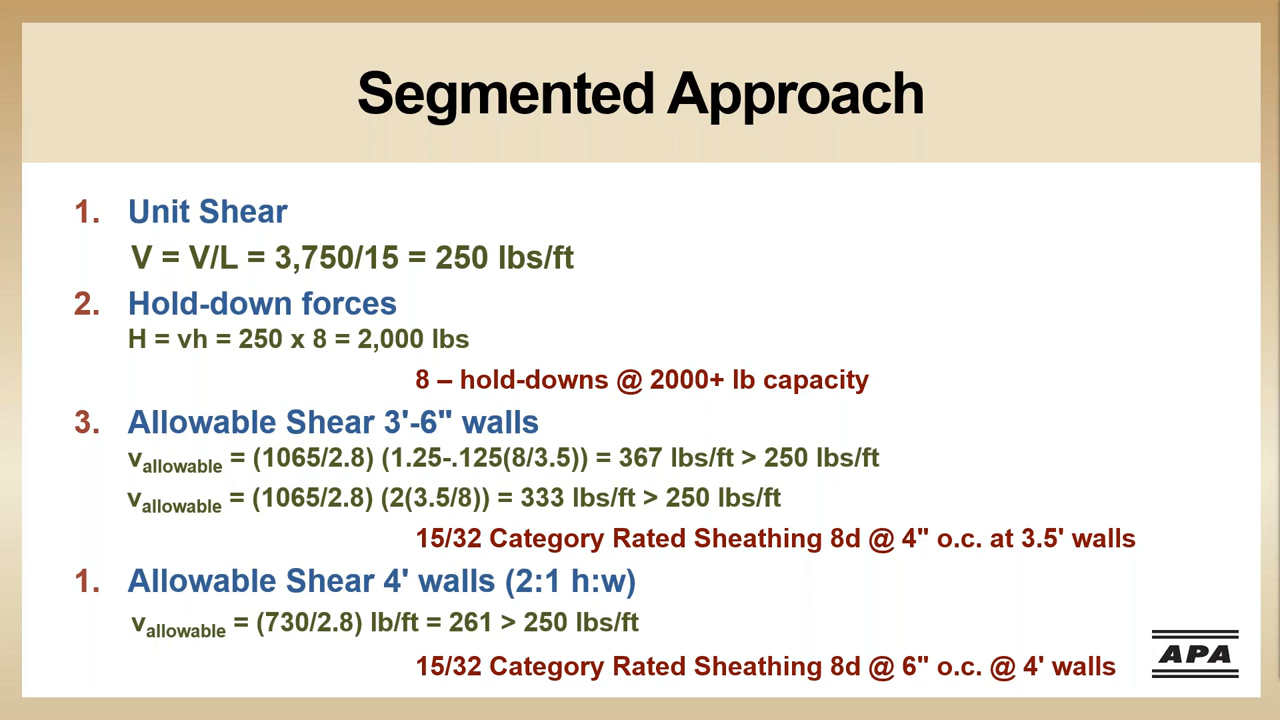 Segmented Approach
1. Unit Shear
V = V/L = 3,750/15 = 250 lbs/ft
2. Hold-down forces
H = vh = 250 x 8 = 2,000 lbs
8 – hold-downs @ 2000+ lb capacity
3. Allowable Shear 3'-6" walls
vallowable = (1065/2.8) (1.25-.125(8/3.5)) = 367 lbs/ft > 250 lbs/ft
vallowable = (1065/2.8) (2(3.5/8)) = 333 lbs/ft > 250 lbs/ft
15/32 Category Rated Sheathing 8d @ 4" o.c. at 3.5' walls
1. Allowable Shear 4' walls (2:1 h:w)
vallowable = (730/2.8) lb/ft = 261 > 250 lbs/ft
15/32 Category Rated Sheathing 8d @ 6" o.c. @ 4' walls
APA